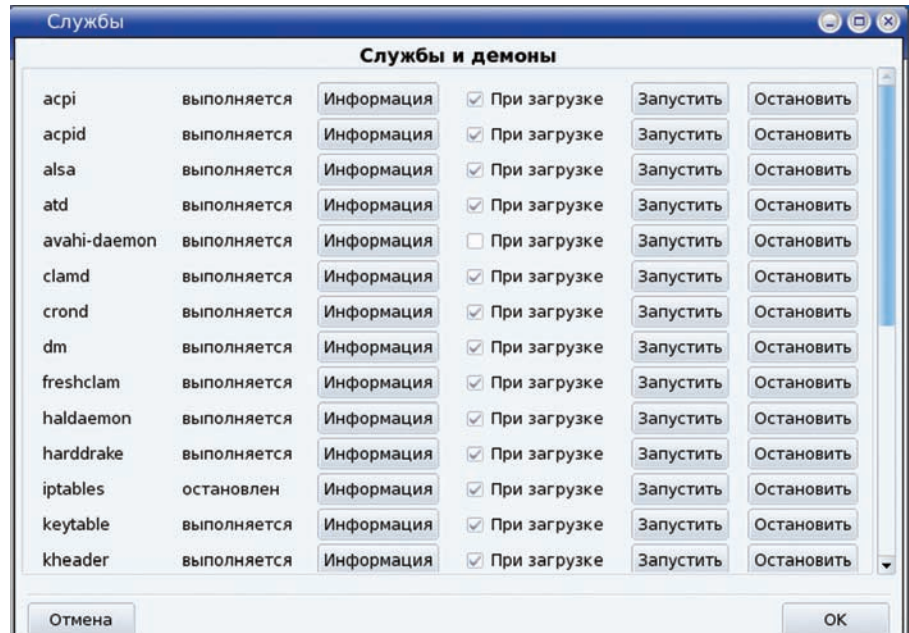 Службы
Службы и демоны
acpi выполняется Информация При загрузке Запустить Остановить
acpid выполняется Информация При загрузке Запустить Остановить
alsa выполняется Информация При загрузке Запустить Остановить
atd выполняется Информация При загрузке Запустить Остановить
avahi-daemon выполняется Информация При загрузке Запустить Остановить
clamd выполняется Информация При загрузке Запустить Остановить
crond выполняется Информация При загрузке Запустить Остановить
dm выполняется Информация При загрузке Запустить Остановить
freshclam выполняется Информация При загрузке Запустить Остановить
haldaemon выполняется Информация При загрузке Запустить Остановить
harddrake выполняется Информация При загрузке Запустить Остановить
iptables остановлен Информация При загрузке Запустить Остановить
keytable выполняется Информация При загрузке Запустить Остановить
kheader выполняется Информация При загрузке Запустить Остановить
Отмена OK